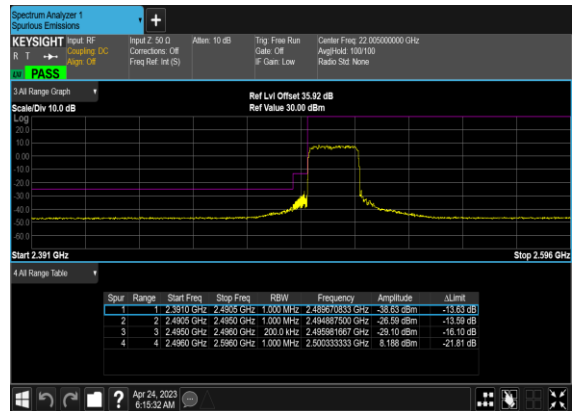 Spectrum Analyzer 1
Spurious Emissions
+
KEYSIGHT Input: RF Input Z: 50 Ω Atten: 10 dB Trig: Free Run Center Freq: 22.005000000 GHz
R T Coupling: DC Corrections: Off Gate: Off Avg|Hold: 100/100
Align: Off Freq Ref: Int (S) IF Gain: Low Radio Std: None
PASS
3 All Range Graph
Ref Lvl Offset 35.92 dB
Scale/Div 10.0 dB Ref Value 30.00 dBm
Log
20.0
10.0
0.00
-10.0
-20.0
-30.0
-40.0
-50.0
-60.0
Start 2.391 GHz Stop 2.596 GHz
4 All Range Table
Spur Range Start Freq Stop Freq RBW Frequency Amplitude ΔLimit
1 1 2.3910 GHz 2.4905 GHz 1.000 MHz 2.489670833 GHz -38.63 dBm -13.63 dB
2 2 2.4905 GHz 2.4950 GHz 1.000 MHz 2.494887500 GHz -26.59 dBm -13.59 dB
3 3 2.4950 GHz 2.4960 GHz 200.0 kHz 2.495981667 GHz -29.10 dBm -16.10 dB
4 4 2.4960 GHz 2.5960 GHz 1.000 MHz 2.500333333 GHz 8.188 dBm -21.81 dB
?
Apr 24, 2023
6:15:32 AM